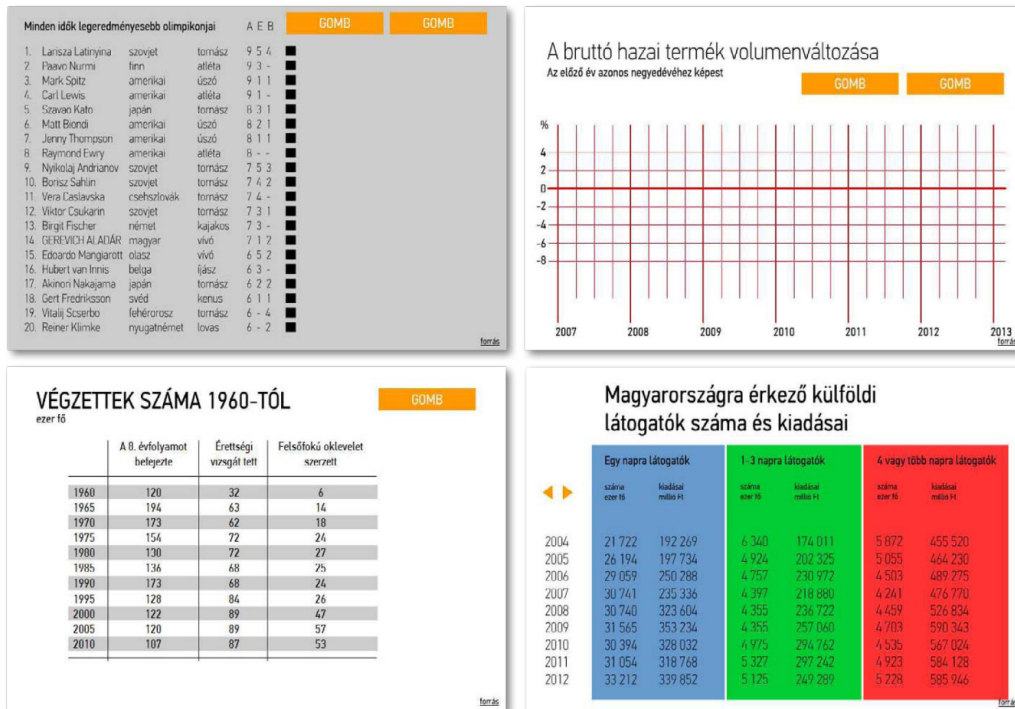 Minden idők legeredményesebb olimpikonjai A E B GOMB GOMB
1. Larisza Latinyina szovjet tornász 9 5 4
2. Paavo Nurmi finn atléta 9 3 -
3. Mark Spitz amerikai úszó 9 1 1
4. Carl Lewis amerikai atléta 9 1 -
5. Szavao Kato japán tornász 8 3 1
6. Matt Biondi amerikai úszó 8 2 1
7. Jenny Thompson amerikai úszó 8 1 1
8. Raymond Ewry amerikai atléta 8 - -
9. Nyikolaj Andrianov szovjet tornász 7 5 3
10. Borisz Sahlin szovjet tornász 7 4 2
11. Vera Caslavska csehszlovák tornász 7 4 -
12. Viktor Csukarin szovjet tornász 7 3 1
13. Birgit Fischer német kajakos 7 3 -
14. GEREVICH ALADÁR magyar vívó 7 1 2
15. Edoardo Mangiarott olasz vívó 6 5 2
16. Hubert van Innis belga íjász 6 3 -
17. Akinori Nakajama japán tornász 6 2 2
18. Gert Fredriksson svéd kenus 6 1 1
19. Vitalij Scserbo fehérorosz tornász 6 - 4
20. Reiner Klimke nyugatnémet lovas 6 - 2
forrás
A bruttó hazai termék volumenváltozása
Az előző év azonos negyedévéhez képest
GOMB GOMB
%
4
2
0
-2
-4
-6
-8
2007 2008 2009 2010 2011 2012 2013
forrás
VÉGZETTEK SZÁMA 1960-TÓL GOMB
ezer fő
A 8. évfolyamot Érettségi Felsőfokú oklevelet
befejezte vizsgát tett szerzett
1960 120 32 6
1965 194 63 14
1970 173 62 18
1975 154 72 24
1980 130 72 27
1985 136 68 25
1990 173 68 24
1995 128 84 26
2000 122 89 47
2005 120 89 57
2010 107 87 53
forrás
Magyarországra érkező külföldi
látogatók száma és kiadásai
Egy napra látogatók 1-3 napra látogatók 4 vagy több napra látogatók
száma kiadásai száma kiadásai száma kiadásai
ezer fő millió Ft ezer fő millió Ft ezer fő millió Ft
2004 21 722 192 269 6 340 174 011 5 872 455 520
2005 26 194 197 734 4 924 202 325 5 055 464 230
2006 29 059 250 288 4 757 230 972 4 503 489 275
2007 30 741 235 336 4 397 218 880 4 241 476 770
2008 30 740 323 604 4 355 236 722 4 459 526 834
2009 31 565 353 234 4 355 257 060 4 703 590 343
2010 30 394 328 032 4 975 294 762 4 535 567 024
2011 31 054 318 768 5 327 297 242 4 923 584 128
2012 33 212 339 852 5 125 249 289 5 228 585 946
forrás